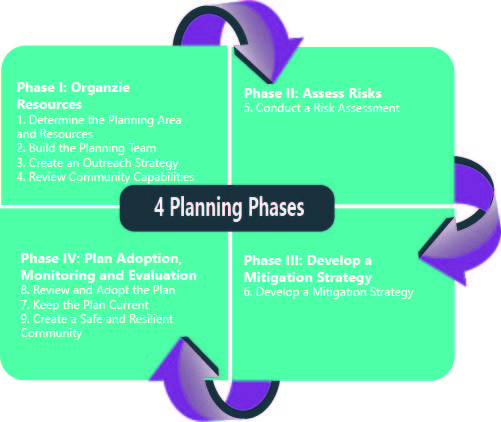 Phase I: Organzie
Resources
1. Determine the Planning Area
and Resources
2. Build the Planning Team
3. Create an Outreach Strategy
4. Review Community Capabilities
Phase II: Assess Risks
5. Conduct a Risk Assessment
4 Planning Phases
Phase IV: Plan Adoption,
Monitoring and Evaluation
8. Review and Adopt the Plan
7. Keep the Plan Current
9. Create a Safe and Resilient
Community
Phase III: Develop a
Mitigation Strategy
6. Develop a Mitigation Strategy